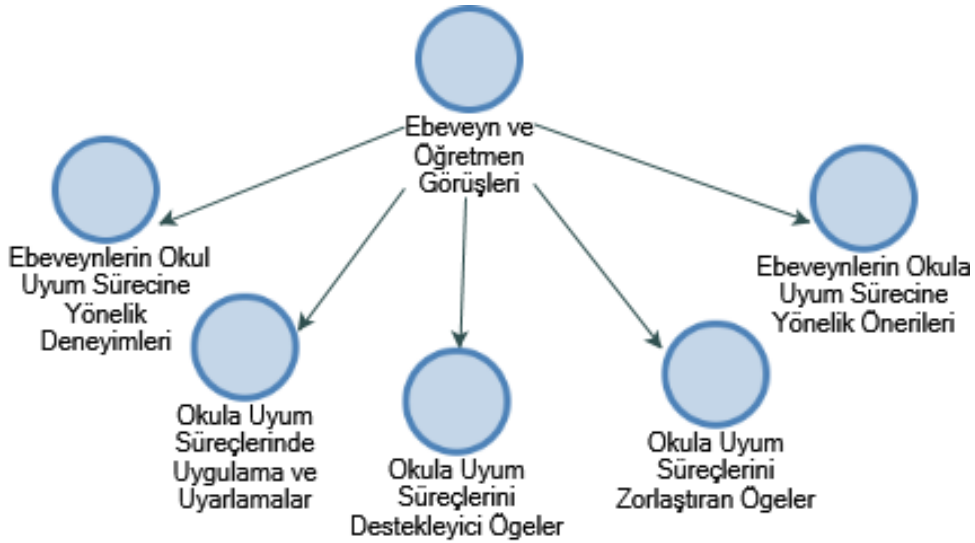 Ebeveyn ve
Öğretmen
Görüşleri
Ebeveynlerin Okul
Uyum Sürecine
Yönelik
Deneyimleri
Okula Uyum
Süreçlerinde
Uygulama ve
Uyarlamalar
Okula Uyum
Süreçlerini
Destekleyici Ögeler
Okula Uyum
Süreçlerini
Zorlaştıran Ögeler
Ebeveynlerin Okula
Uyum Sürecine
Yönelik Önerileri